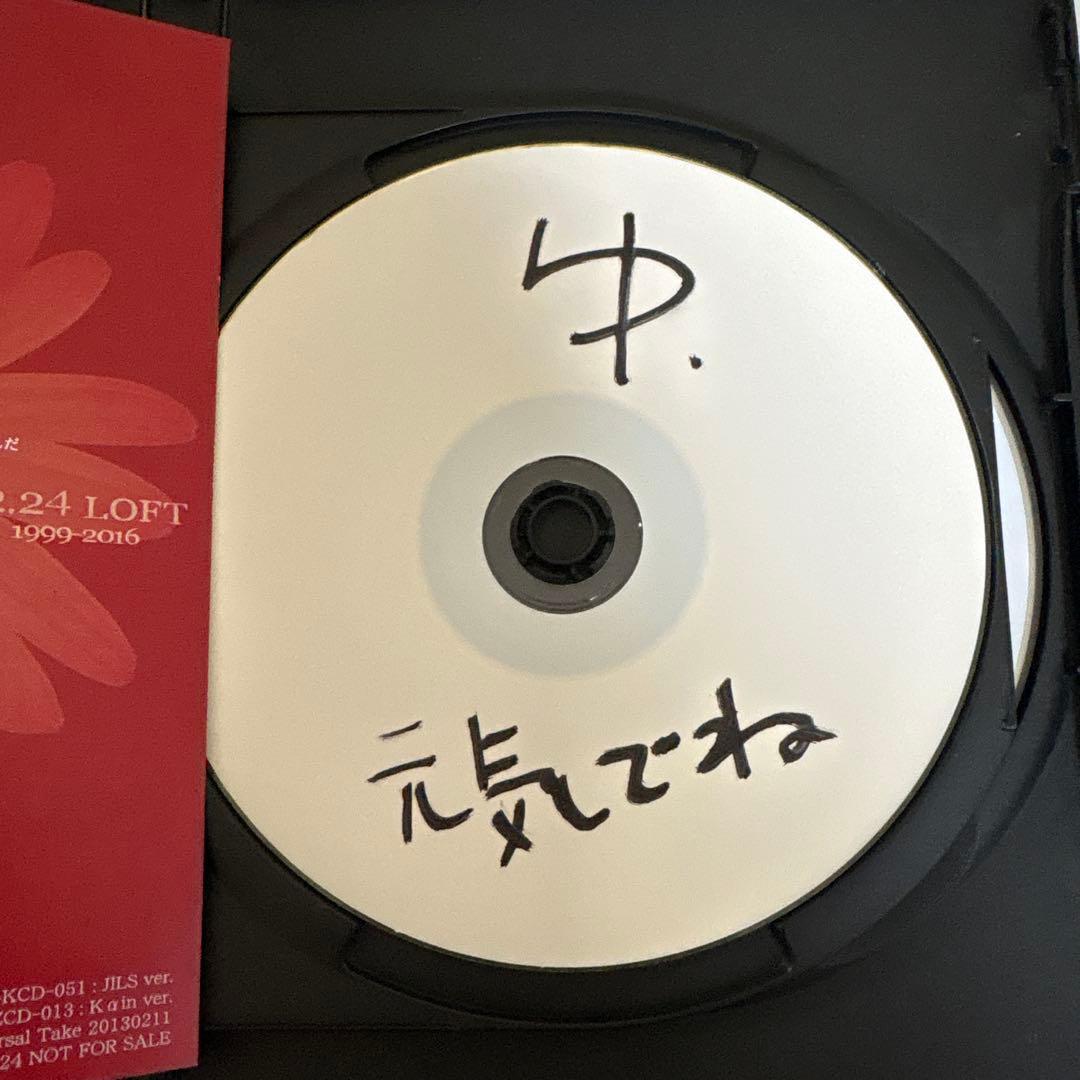 ゆ.
元気でね
だ
.24 LOFT
1999-2016
KCD-051 : JILS ver.
CD-013 : Kαin ver.
rsal Take 20130211
24 NOT FOR SALE